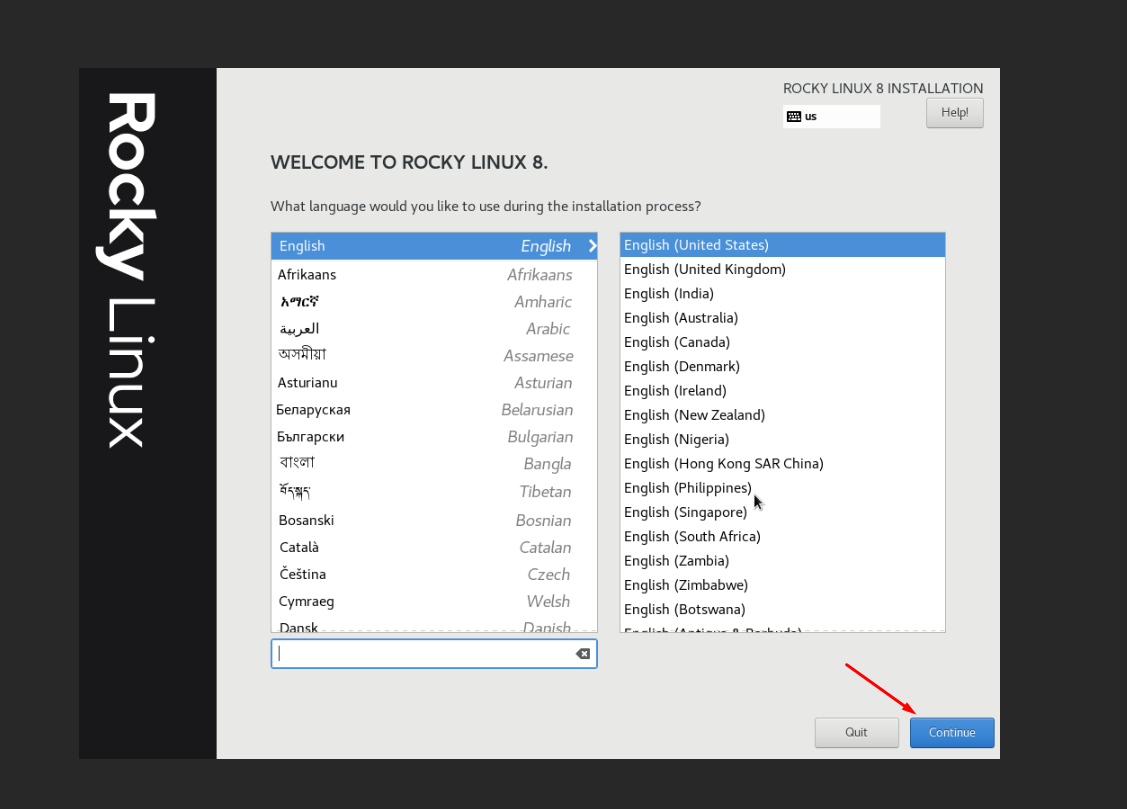 Rocky Linux
ROCKY LINUX 8 INSTALLATION
us
Help!
WELCOME TO ROCKY LINUX 8.
What language would you like to use during the installation process?
English English
Afrikaans Afrikaans
አማርኛ Amharic
العربية Arabic
অসমীয়া Assamese
Asturianu Asturian
Беларуская Belarusian
Български Bulgarian
বাংলা Bangla
བོད་སྐད་ Tibetan
Bosanski Bosnian
Català Catalan
Čeština Czech
Cymraeg Welsh
Dansk Danish
English (United States)
English (United Kingdom)
English (India)
English (Australia)
English (Canada)
English (Denmark)
English (Ireland)
English (New Zealand)
English (Nigeria)
English (Hong Kong SAR China)
English (Philippines)
English (Singapore)
English (South Africa)
English (Zambia)
English (Zimbabwe)
English (Botswana)
English (Antigua & Barbuda)
Quit
Continue